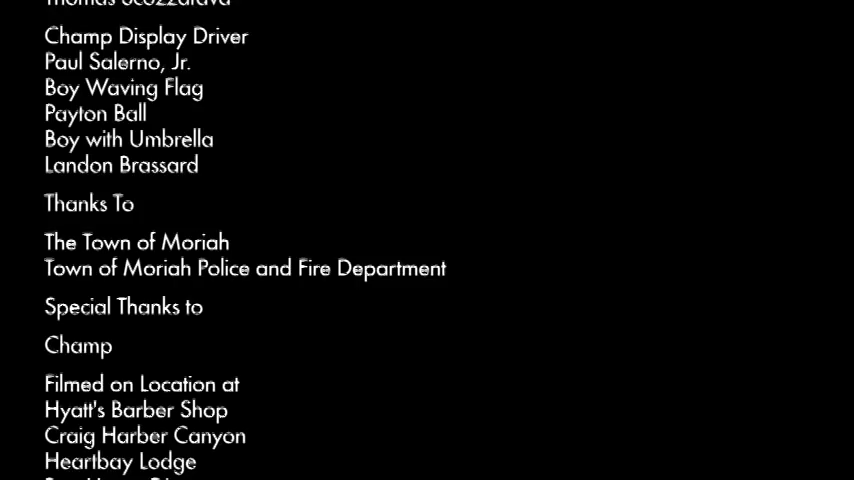 Champ Display Driver
Paul Salerno, Jr.
Boy Waving Flag
Payton Ball
Boy with Umbrella
Landon Brassard
Thanks To
The Town of Moriah
Town of Moriah Police and Fire Department
Special Thanks to
Champ
Filmed on Location at
Hyatt's Barber Shop
Craig Harber Canyon
Heartbay Lodge